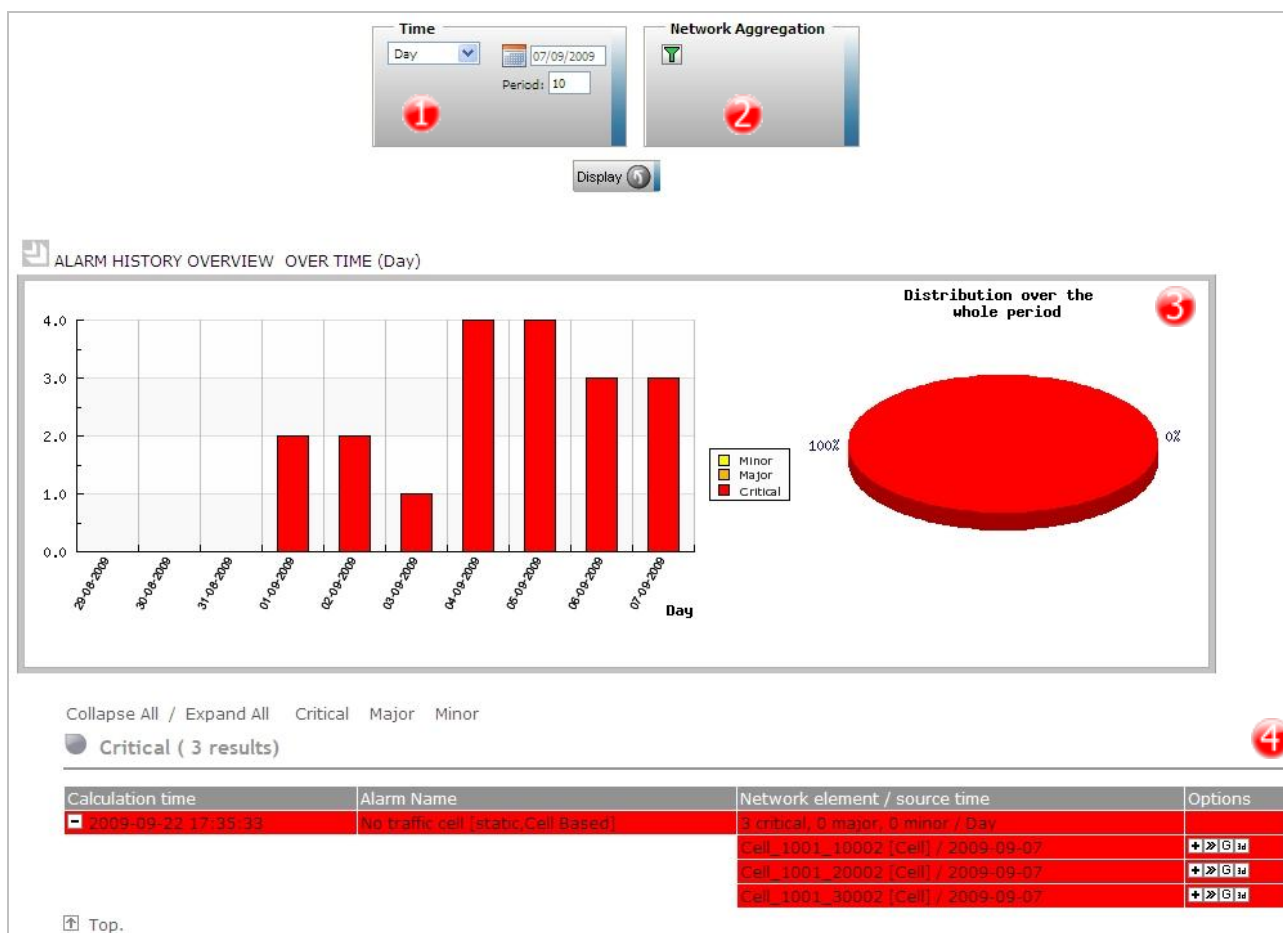 Time
Day
07/09/2009
Period: 10
1
Network Aggregation
2
Display
ALARM HISTORY OVERVIEW OVER TIME (Day)
Distribution over the
whole period
3
4.0
3.0
2.0
1.0
0.0
29-08-2009
30-08-2009
31-08-2009
01-09-2009
02-09-2009
03-09-2009
04-09-2009
05-09-2009
06-09-2009
07-09-2009
Day
Minor
Major
Critical
100%
0%
Collapse All / Expand All Critical Major Minor
Critical ( 3 results)
4
Calculation time Alarm Name Network element / source time Options
2009-09-22 17:35:33 No traffic cell [static,Cell Based] 3 critical, 0 major, 0 minor / Day
Cell_1001_10002 [Cell] / 2009-09-07 G
Cell_1001_20002 [Cell] / 2009-09-07 G
Cell_1001_30002 [Cell] / 2009-09-07 G
Top.